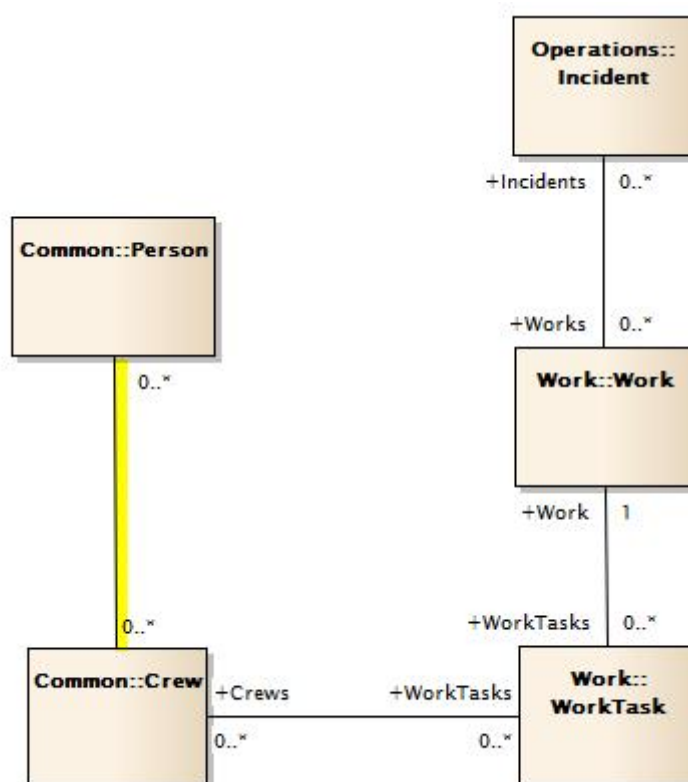 Operations::
Incident
+Incidents 0..*
Common::Person
0..*
+Works 0..*
Work::Work
+Work 1
0..*
+WorkTasks 0..*
Common::Crew
+Crews +WorkTasks
0..* 0..*
Work::
WorkTask